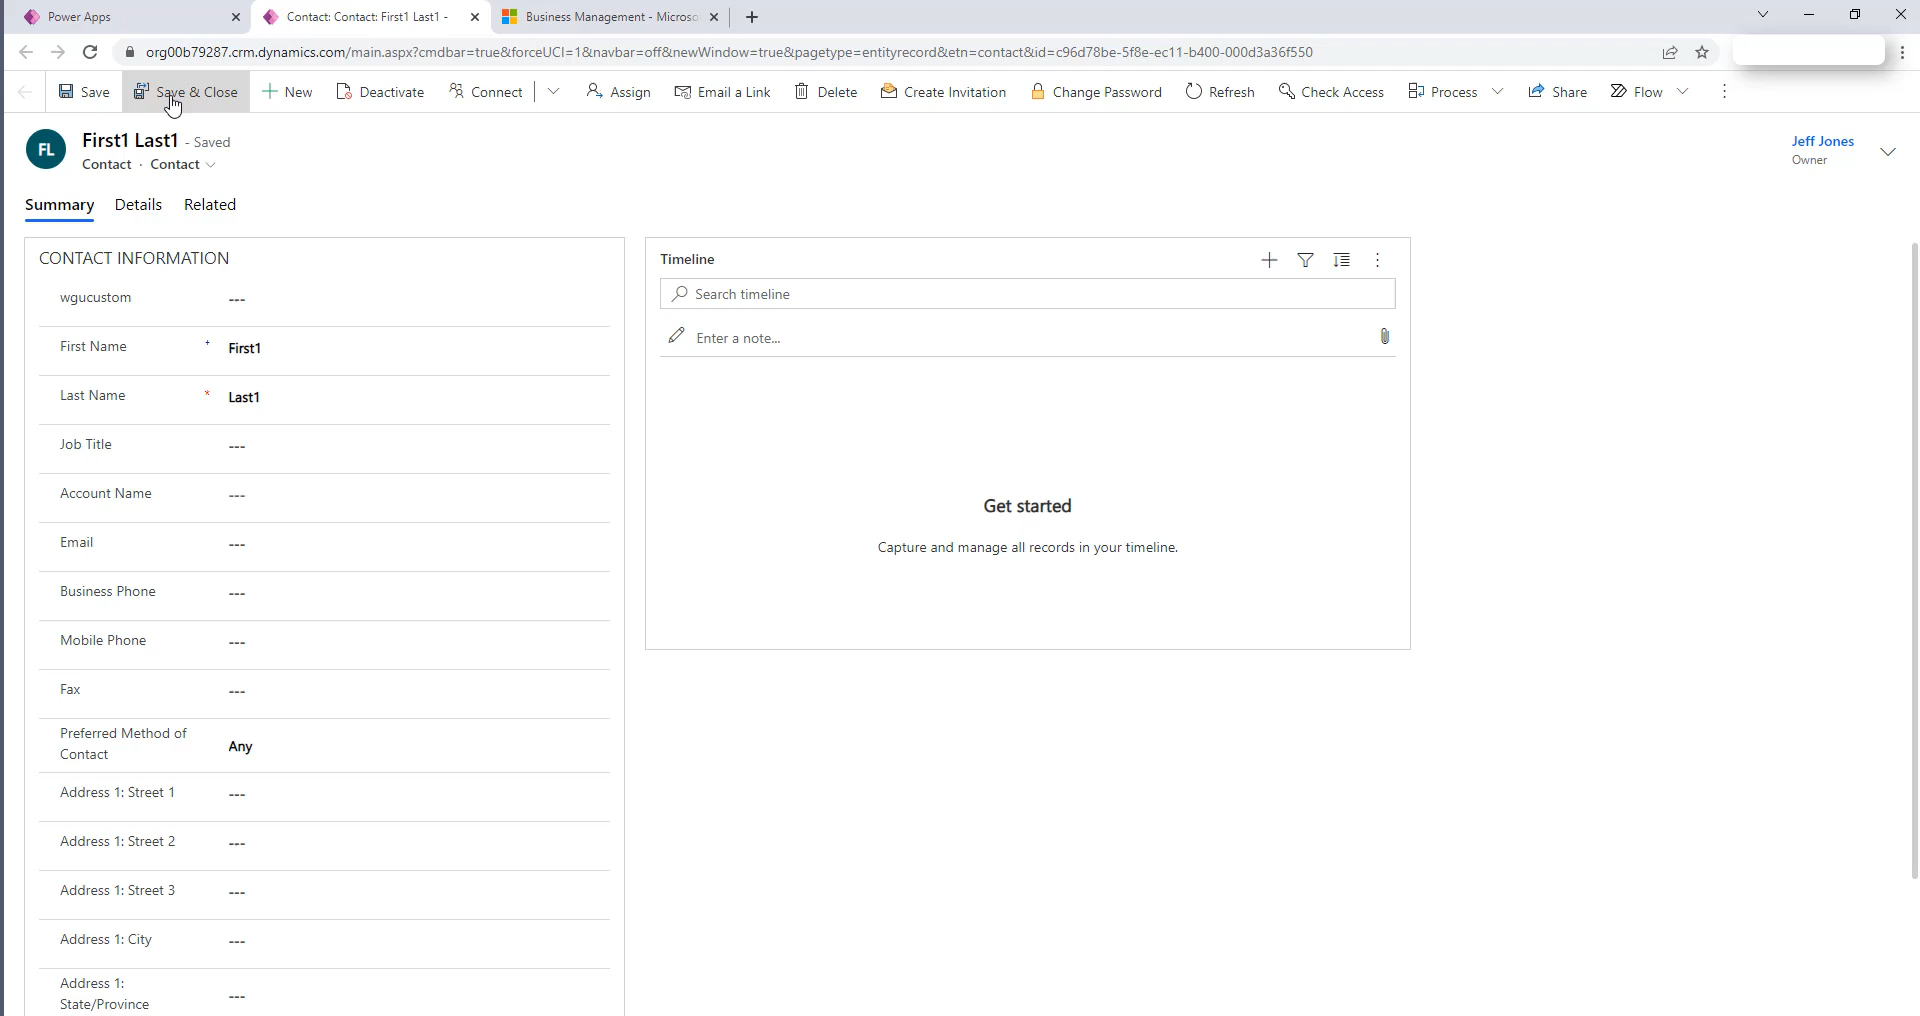 Power Apps
Contact: Contact: First1 Last1 -
Business Management - Microso
org00b79287.crm.dynamics.com/main.aspx?cmdbar=true&forceUCI=1&navbar=off&newWindow=true&pagetype=entityrecord&etn=contact&id=c96d78be-5f8e-ec11-b400-000d3a36f550
Save
Save & Close
New
Deactivate
Connect
Assign
Email a Link
Delete
Create Invitation
Change Password
Refresh
Check Access
Process
Share
Flow
FL
First1 Last1 - Saved
Contact · Contact
Jeff Jones
Owner
Summary
Details
Related
CONTACT INFORMATION
wgucustom ---
First Name + First1
Last Name * Last1
Job Title ---
Account Name ---
Email ---
Business Phone ---
Mobile Phone ---
Fax ---
Preferred Method of
Contact
Any
Address 1: Street 1 ---
Address 1: Street 2 ---
Address 1: Street 3 ---
Address 1: City ---
Address 1:
State/Province
---
Timeline
Search timeline
Enter a note...
Get started
Capture and manage all records in your timeline.